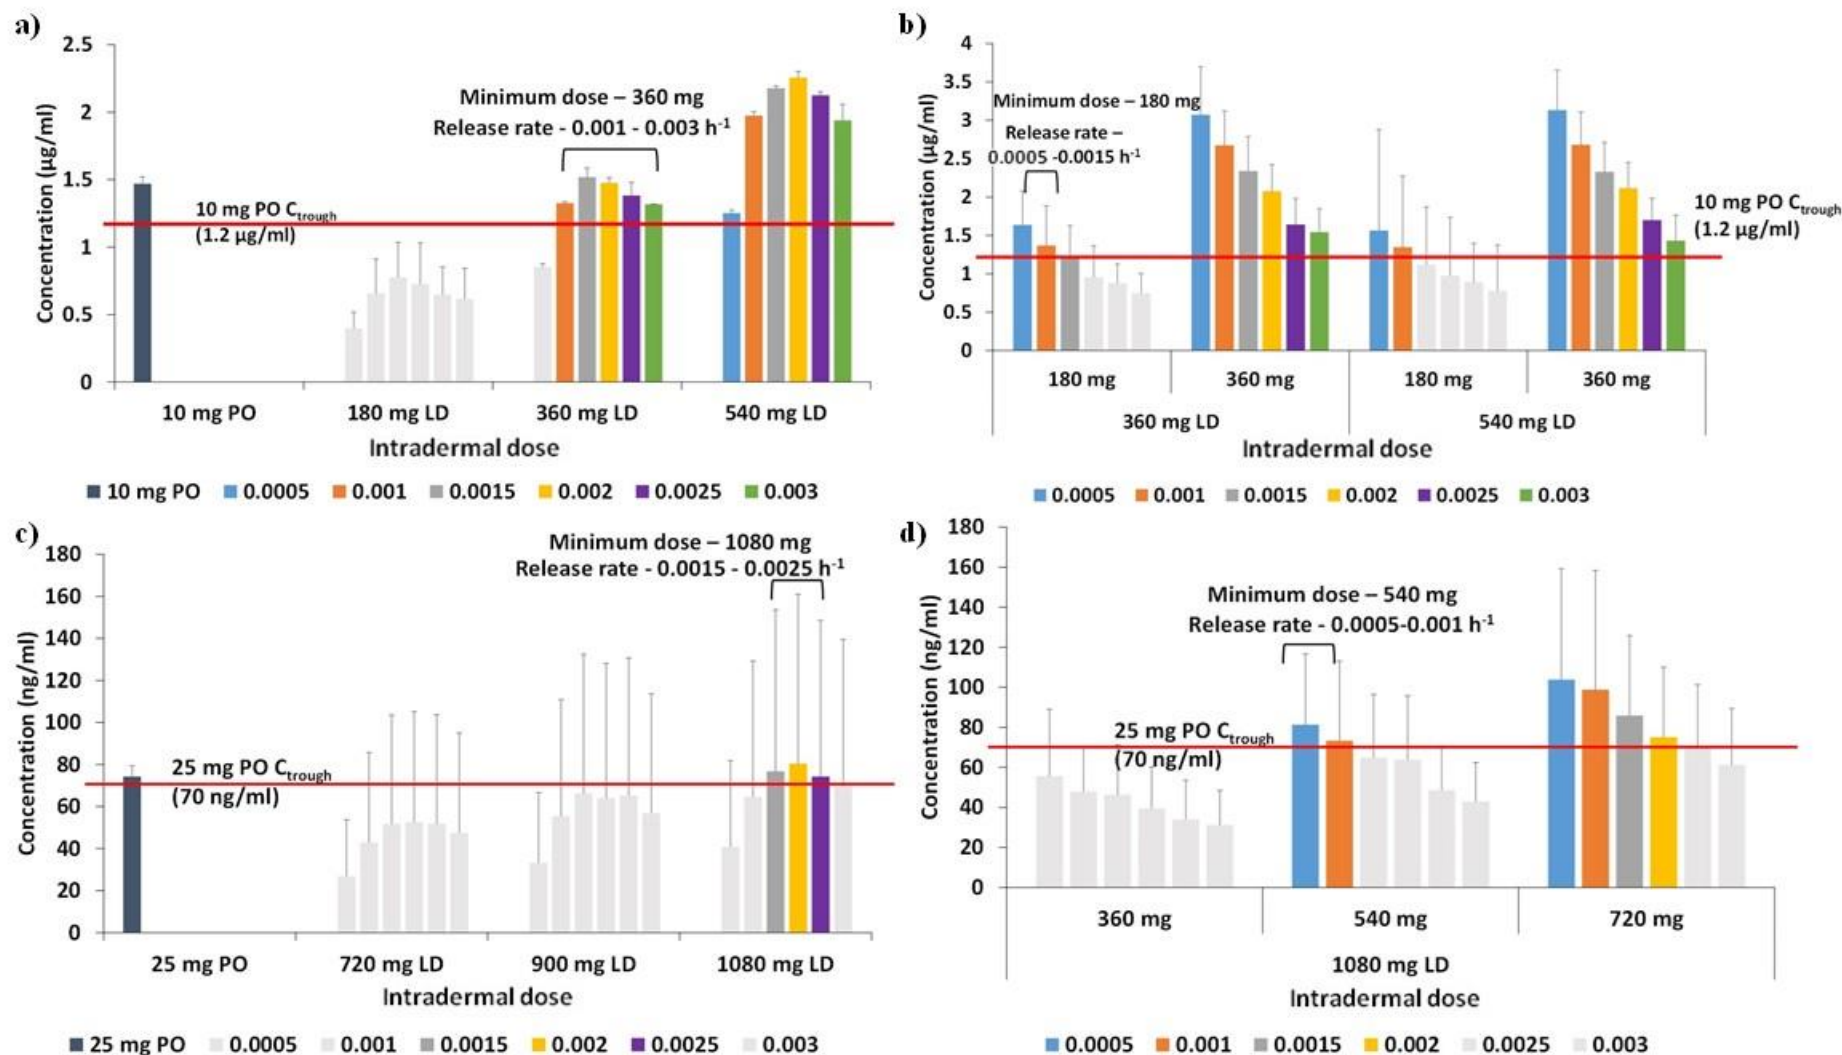 a)
2.5
2
1.5
1
0.5
0
Concentration (µg/ml)
Minimum dose – 360 mg
Release rate - 0.001 - 0.003 h-1
10 mg PO Ctrough
(1.2 µg/ml)
10 mg PO 180 mg LD 360 mg LD 540 mg LD
Intradermal dose
10 mg PO 0.0005 0.001 0.0015 0.002 0.0025 0.003
b)
4
3.5
3
2.5
2
1.5
1
0.5
0
Concentration (µg/ml)
Minimum dose – 180 mg
Release rate –
0.0005 -0.0015 h-1
10 mg PO Ctrough
(1.2 µg/ml)
180 mg 360 mg 180 mg 360 mg
360 mg LD 540 mg LD
Intradermal dose
0.0005 0.001 0.0015 0.002 0.0025 0.003
c)
180
160
140
120
100
80
60
40
20
0
Concentration (ng/ml)
Minimum dose – 1080 mg
Release rate - 0.0015 - 0.0025 h-1
25 mg PO Ctrough
(70 ng/ml)
25 mg PO 720 mg LD 900 mg LD 1080 mg LD
Intradermal dose
25 mg PO 0.0005 0.001 0.0015 0.002 0.0025 0.003
d)
180
160
140
120
100
80
60
40
20
0
Concentration (ng/ml)
Minimum dose – 540 mg
Release rate - 0.0005-0.001 h-1
25 mg PO Ctrough
(70 ng/ml)
360 mg 540 mg 720 mg
1080 mg LD
Intradermal dose
0.0005 0.001 0.0015 0.002 0.0025 0.003